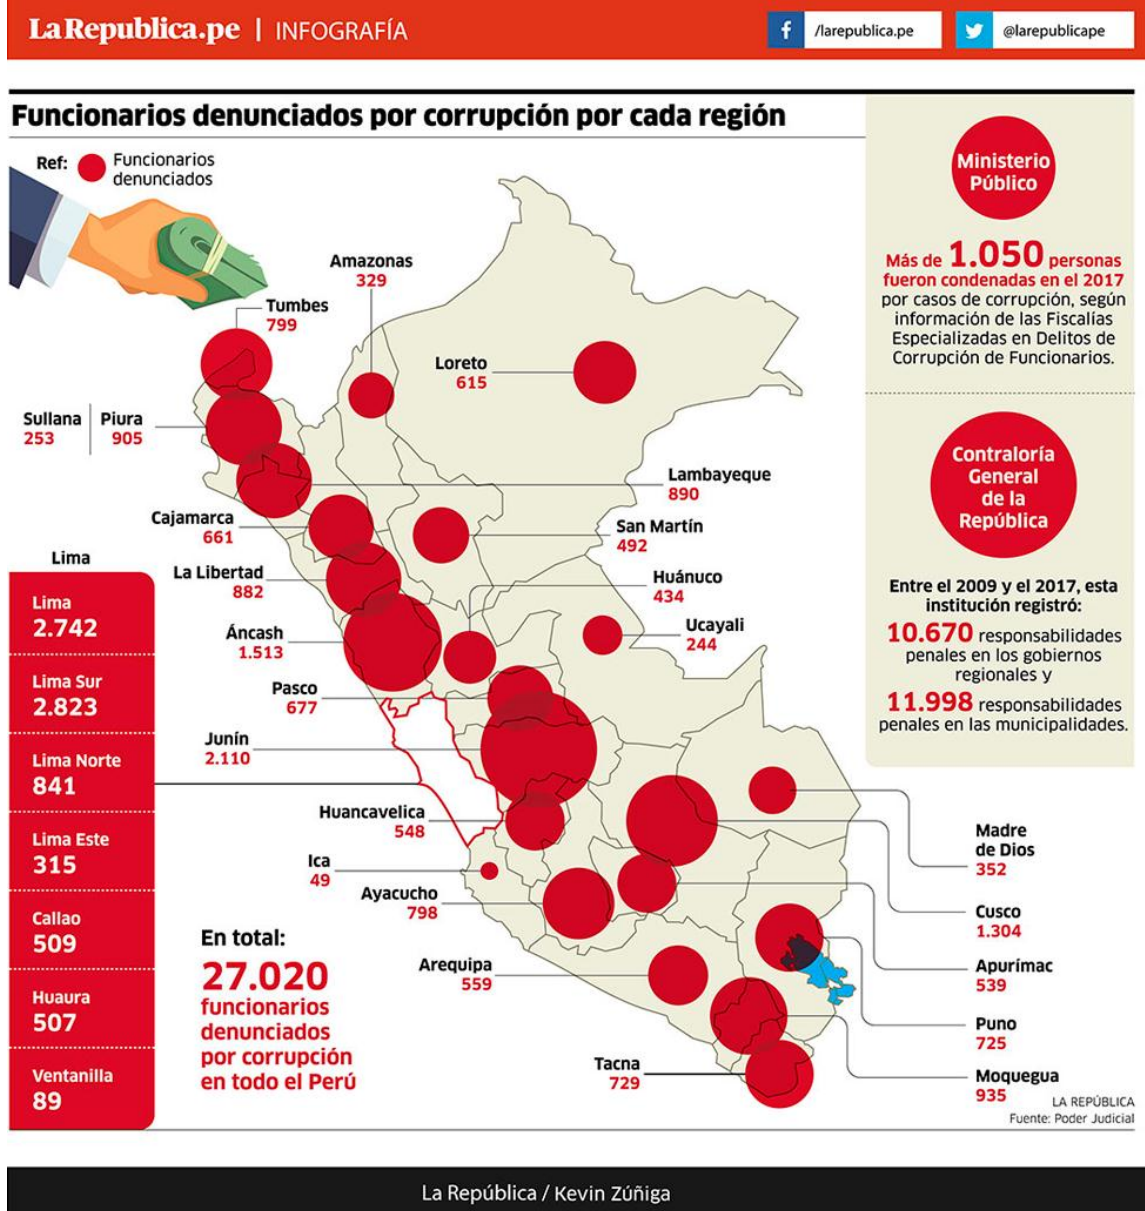 LaRepublica.pe | INFOGRAFÍA
/larepublica.pe
@larepublicape
Funcionarios denunciados por corrupción por cada región
Ref:
Funcionarios
denunciados
Amazonas
329
Tumbes
799
Loreto
615
Sullana
253
Piura
905
Lambayeque
890
Cajamarca
661
San Martín
492
La Libertad
882
Huánuco
434
Áncash
1.513
Ucayali
244
Pasco
677
Junín
2.110
Huancavelica
548
Ica
49
Ayacucho
798
Arequipa
559
Tacna
729
Madre
de Dios
352
Cusco
1.304
Apurímac
539
Puno
725
Moquegua
935
Lima
Lima
2.742
Lima Sur
2.823
Lima Norte
841
Lima Este
315
Callao
509
Huaura
507
Ventanilla
89
En total:
27.020
funcionarios
denunciados
por corrupción
en todo el Perú
Ministerio
Público
Más de 1.050 personas
fueron condenadas en el 2017
por casos de corrupción, según
información de las Fiscalías
Especializadas en Delitos de
Corrupción de Funcionarios.
Contraloría
General
de la
República
Entre el 2009 y el 2017, esta
institución registró:
10.670 responsabilidades
penales en los gobiernos
regionales y
11.998 responsabilidades
penales en las municipalidades.
LA REPÚBLICA
Fuente: Poder Judicial
La República / Kevin Zúñiga